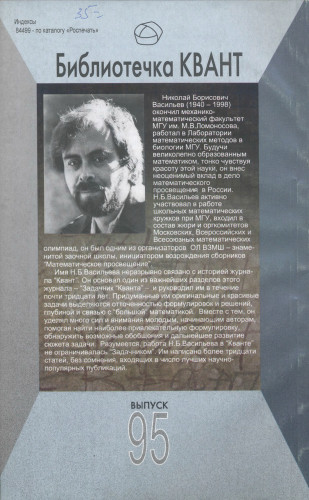 35-
Индексы
84455 - по каталогу «Роспечать»
Библиотечка КВАНТ
Николай Борисович
Васильев (1940 – 1998)
окончил механико-
математический факультет
МГУ им. М.В.Ломоносова,
работал в Лаборатории
математических методов в
биологии МГУ. Будучи
великолепно образованным
математиком, тонко чувствуя
красоту этой науки, он внес
неоценимый вклад в дело
математического
просвещения в России.
Н.Б.Васильев активно
участвовал в работе
школьных математических
кружков при МГУ, входил в
состав жюри и оргкомитетов
Московских, Всероссийских и
Всесоюзных математических
олимпиад, он был одним из организаторов ОЛ ВЗМШ – знаме-
нитой заочной школы, инициатором возрождения сборников
"Математическое просвещение".
Имя Н.Б.Васильева неразрывно связано с историей журна-
ла "Квант". Он основал один из важнейших разделов этого
журнала – "Задачник "Кванта" – и руководил им в течение
почти тридцати лет. Придуманные им оригинальные и красивые
задачи выделяются отточенностью формулировок и решений,
глубиной и связью с "большой" математикой. Вместе с тем, он
уделял много сил и внимания молодым, начинающим авторам,
помогая найти наиболее привлекательную формулировку,
обнаружить возможные обобщения и дальнейшее развитие
сюжета задачи. Разумеется, работа Н.Б.Васильева в "Кванте"
не ограничивалась "Задачником". Им написано более тридцати
статей, без сомнения, входящих в число лучших научно-
популярных публикаций.
ВЫПУСК
95